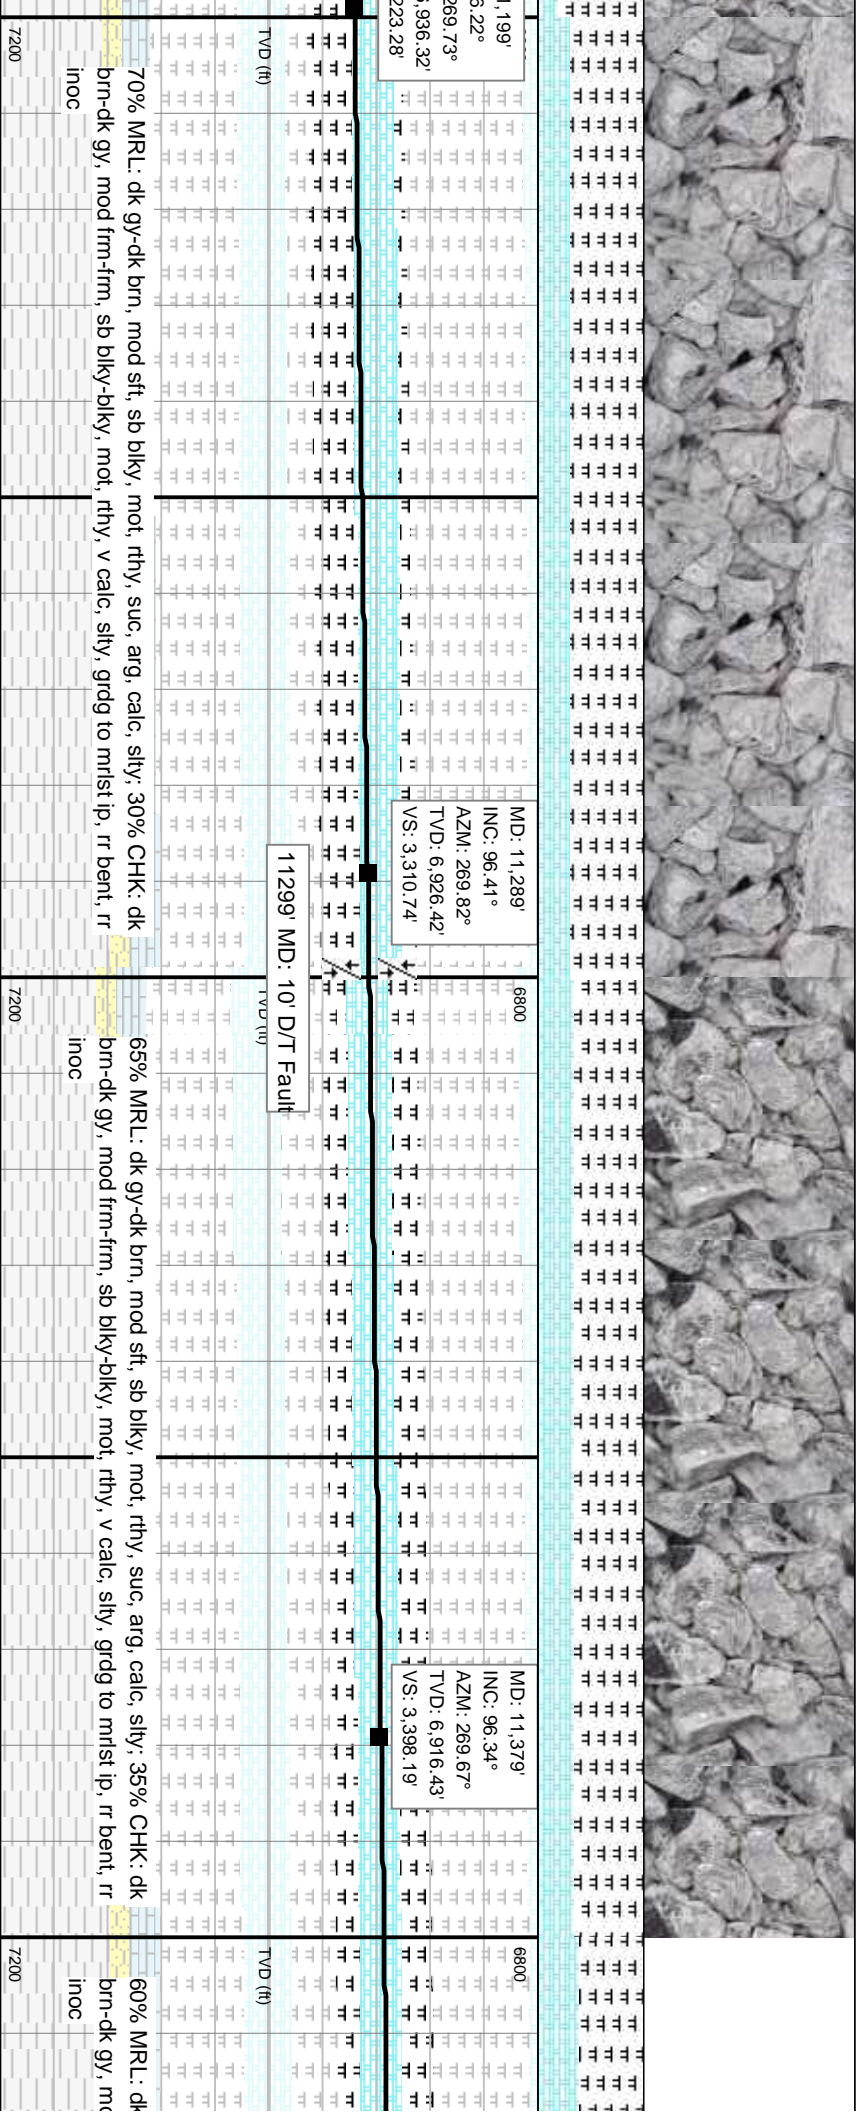 1,199'
6.22°
269.73°
6,936.32'
223.28'
TVD (ft)
7200
70% MRL: dk gy-dk brn, mod sft, sb blky, mot, rthy, suc, arg, calc, slty; 30% CHK: dk
brn-dk gy, mod frm-frm, sb blky-blky, mot, rthy, v calc, slty, grdg to mrlst ip, rr bent, rr
inoc
MD: 11,289'
INC: 96.41°
AZM: 269.82°
TVD: 6,926.42'
VS: 3,310.74'
11299' MD: 10' D/T Fault
6800
TVD (ft)
7200
65% MRL: dk gy-dk brn, mod sft, sb blky, mot, rthy, suc, arg, calc, slty; 35% CHK: dk
brn-dk gy, mod frm-frm, sb blky-blky, mot, rthy, v calc, slty, grdg to mrlst ip, rr bent, rr
inoc
MD: 11,379'
INC: 96.34°
AZM: 269.67°
TVD: 6,916.43'
VS: 3,398.19'
6800
TVD (ft)
7200
60% MRL: dk
brn-dk gy, mo
inoc